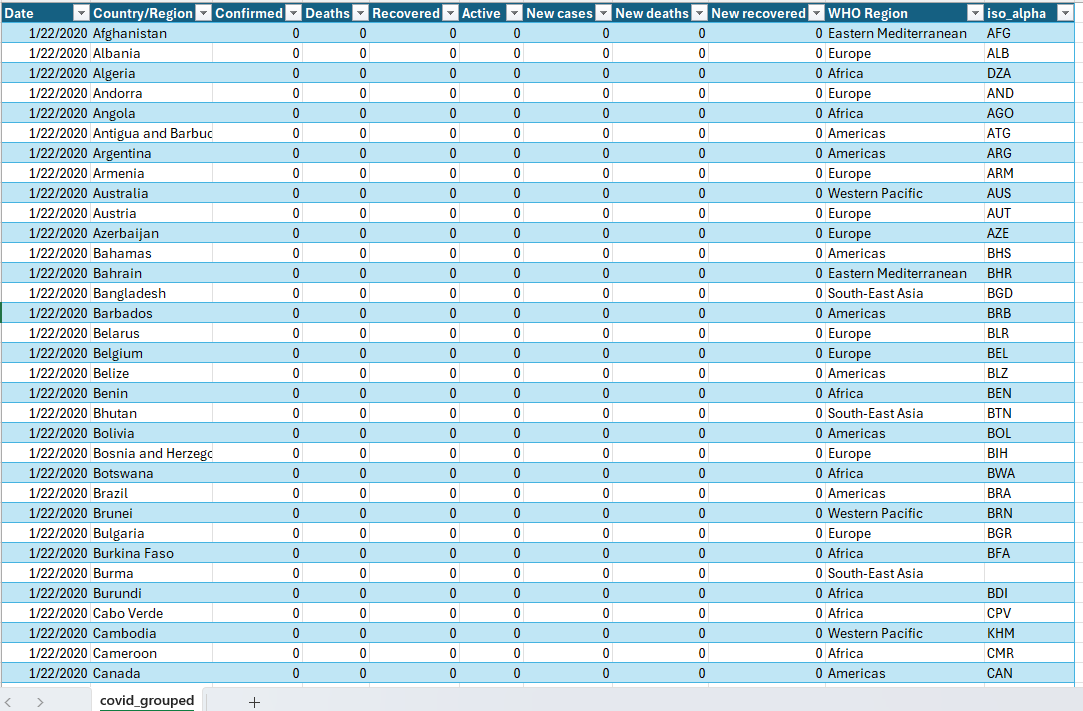 Date Country/Region Confirmed Deaths Recovered Active New cases New deaths New recovered WHO Region iso_alpha
1/22/2020 Afghanistan 0 0 0 0 0 0 0 Eastern Mediterranean AFG
1/22/2020 Albania 0 0 0 0 0 0 0 Europe ALB
1/22/2020 Algeria 0 0 0 0 0 0 0 Africa DZA
1/22/2020 Andorra 0 0 0 0 0 0 0 Europe AND
1/22/2020 Angola 0 0 0 0 0 0 0 Africa AGO
1/22/2020 Antigua and Barbuc 0 0 0 0 0 0 0 Americas ATG
1/22/2020 Argentina 0 0 0 0 0 0 0 Americas ARG
1/22/2020 Armenia 0 0 0 0 0 0 0 Europe ARM
1/22/2020 Australia 0 0 0 0 0 0 0 Western Pacific AUS
1/22/2020 Austria 0 0 0 0 0 0 0 Europe AUT
1/22/2020 Azerbaijan 0 0 0 0 0 0 0 Europe AZE
1/22/2020 Bahamas 0 0 0 0 0 0 0 Americas BHS
1/22/2020 Bahrain 0 0 0 0 0 0 0 Eastern Mediterranean BHR
1/22/2020 Bangladesh 0 0 0 0 0 0 0 South-East Asia BGD
1/22/2020 Barbados 0 0 0 0 0 0 0 Americas BRB
1/22/2020 Belarus 0 0 0 0 0 0 0 Europe BLR
1/22/2020 Belgium 0 0 0 0 0 0 0 Europe BEL
1/22/2020 Belize 0 0 0 0 0 0 0 Americas BLZ
1/22/2020 Benin 0 0 0 0 0 0 0 Africa BEN
1/22/2020 Bhutan 0 0 0 0 0 0 0 South-East Asia BTN
1/22/2020 Bolivia 0 0 0 0 0 0 0 Americas BOL
1/22/2020 Bosnia and Herzegc 0 0 0 0 0 0 0 Europe BIH
1/22/2020 Botswana 0 0 0 0 0 0 0 Africa BWA
1/22/2020 Brazil 0 0 0 0 0 0 0 Americas BRA
1/22/2020 Brunei 0 0 0 0 0 0 0 Western Pacific BRN
1/22/2020 Bulgaria 0 0 0 0 0 0 0 Europe BGR
1/22/2020 Burkina Faso 0 0 0 0 0 0 0 Africa BFA
1/22/2020 Burma 0 0 0 0 0 0 0 South-East Asia
1/22/2020 Burundi 0 0 0 0 0 0 0 Africa BDI
1/22/2020 Cabo Verde 0 0 0 0 0 0 0 Africa CPV
1/22/2020 Cambodia 0 0 0 0 0 0 0 Western Pacific KHM
1/22/2020 Cameroon 0 0 0 0 0 0 0 Africa CMR
1/22/2020 Canada 0 0 0 0 0 0 0 Americas CAN
covid_grouped